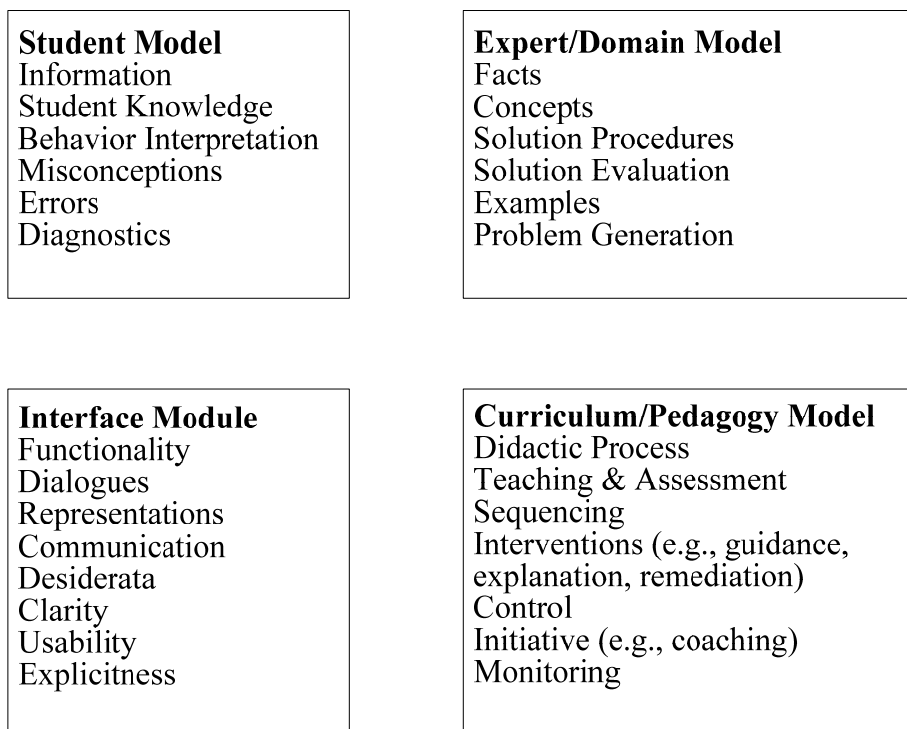 Student Model
Information
Student Knowledge
Behavior Interpretation
Misconceptions
Errors
Diagnostics
Expert/Domain Model
Facts
Concepts
Solution Procedures
Solution Evaluation
Examples
Problem Generation
Interface Module
Functionality
Dialogues
Representations
Communication
Desiderata
Clarity
Usability
Explicitness
Curriculum/Pedagogy Model
Didactic Process
Teaching & Assessment
Sequencing
Interventions (e.g., guidance,
explanation, remediation)
Control
Initiative (e.g., coaching)
Monitoring